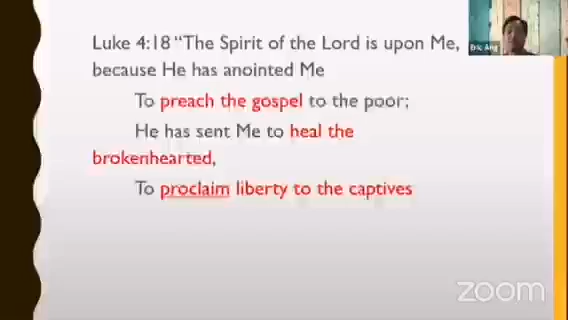 Luke 4:18 “The Spirit of the Lord is upon Me,
because He has anointed Me
To preach the gospel to the poor;
He has sent Me to heal the
brokenhearted,
To proclaim liberty to the captives
Eric Ang
zoom